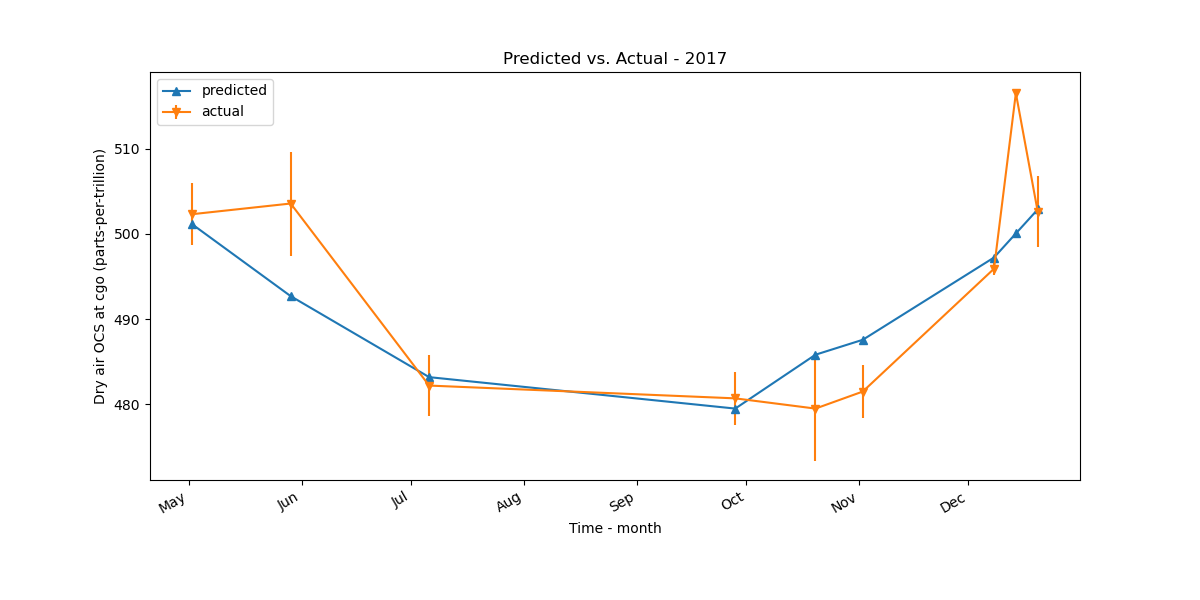 Predicted vs. Actual - 2017
predicted
actual
Dry air OCS at cgo (parts-per-trillion)
510
500
490
480
May
Jun
Jul
Aug
Sep
Oct
Nov
Dec
Time - month